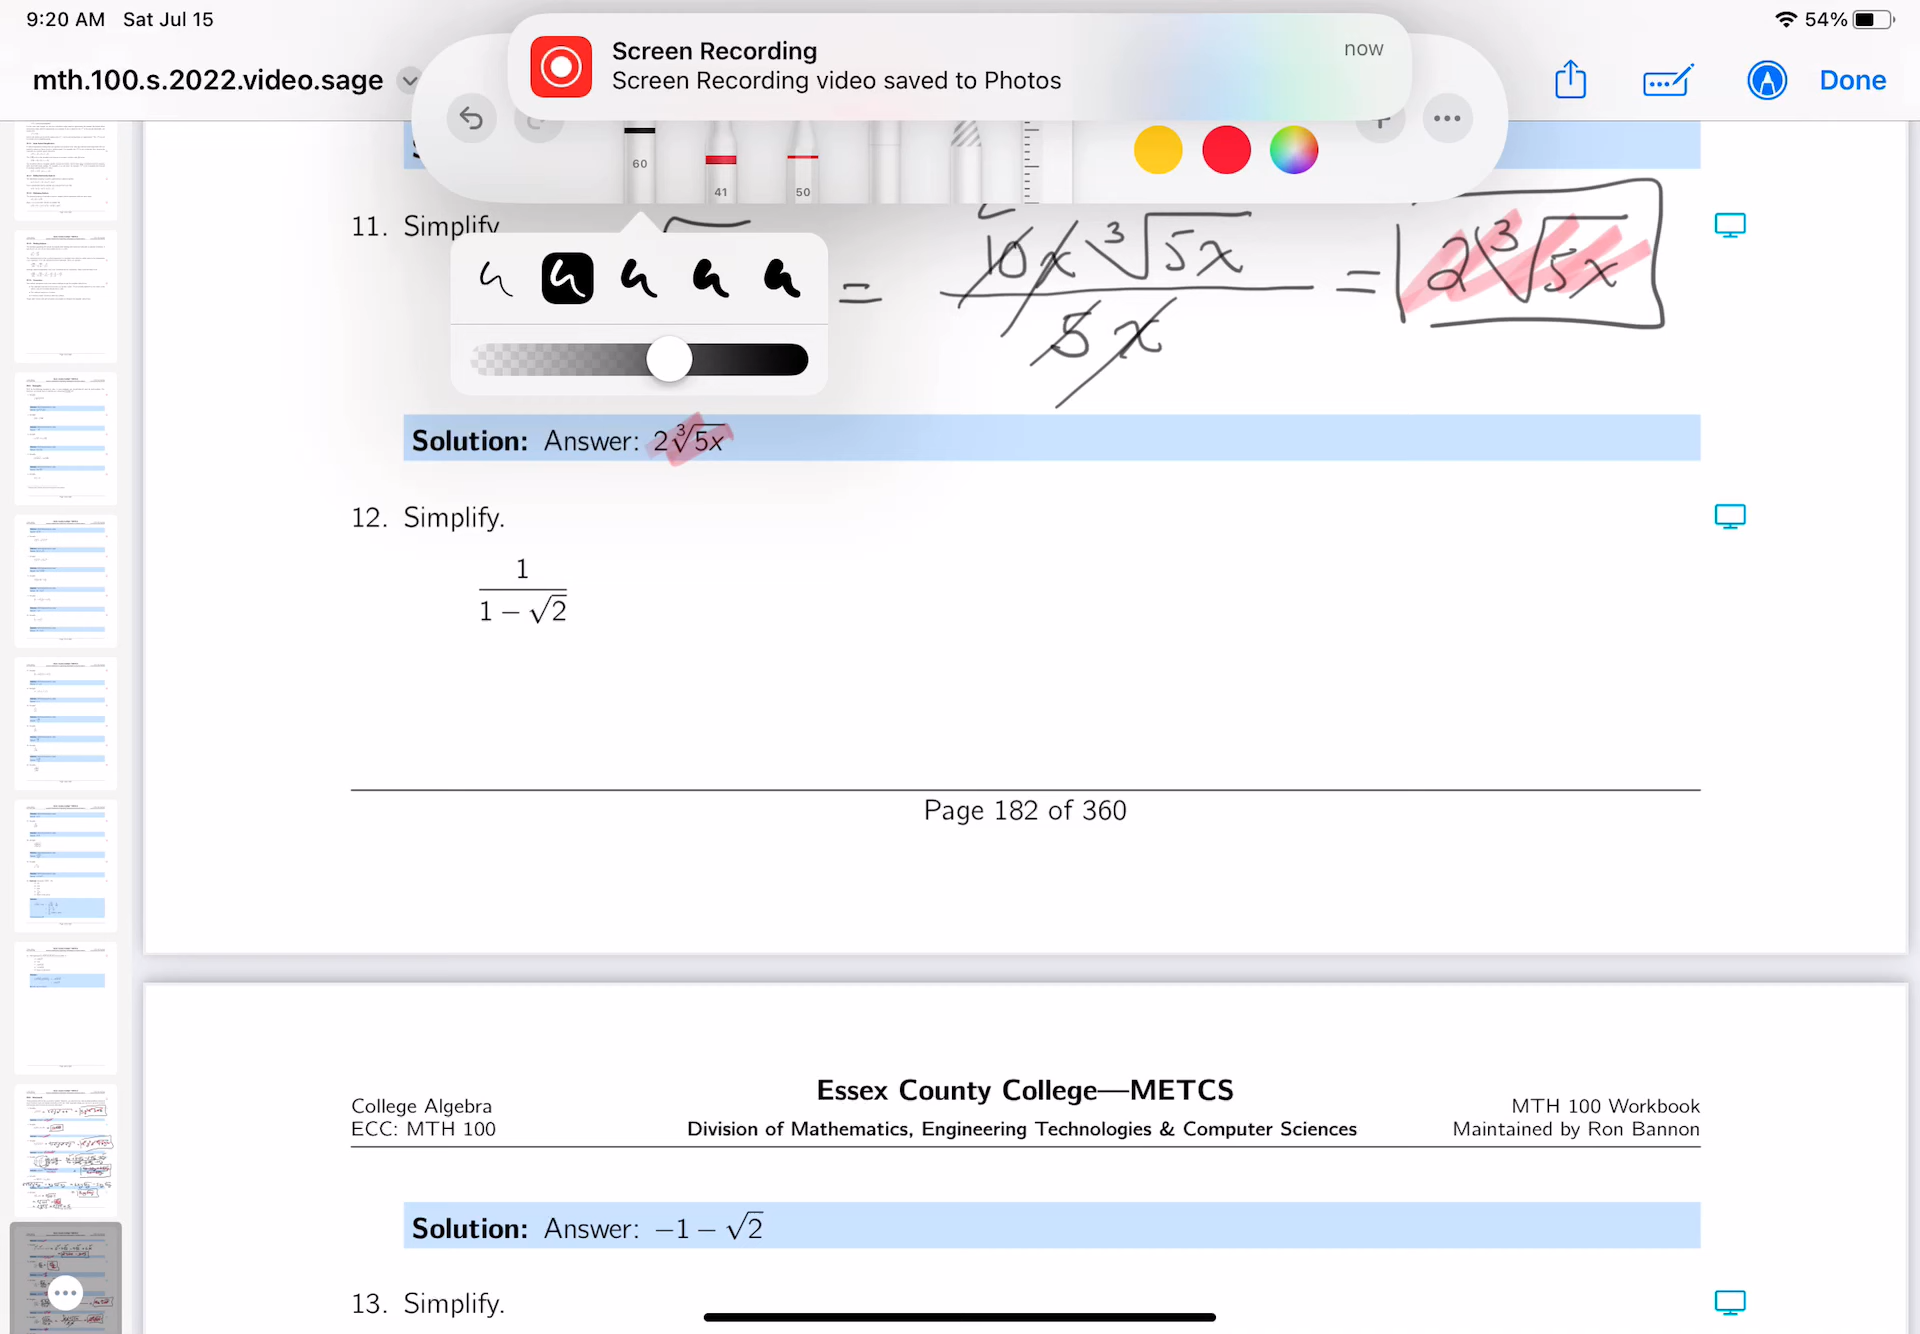 9:20 AM Sat Jul 15
54%
Screen Recording
now
Screen Recording video saved to Photos
mth.100.s.2022.video.sage
Done
60
41
50
11. Simplify
= 10x ∛5x / 5x = 2∛5x
Solution: Answer: 2∛5x
12. Simplify.
1
1 − √2
Page 182 of 360
Essex County College—METCS
College Algebra
MTH 100 Workbook
ECC: MTH 100
Division of Mathematics, Engineering Technologies & Computer Sciences
Maintained by Ron Bannon
Solution: Answer: −1 − √2
13. Simplify.